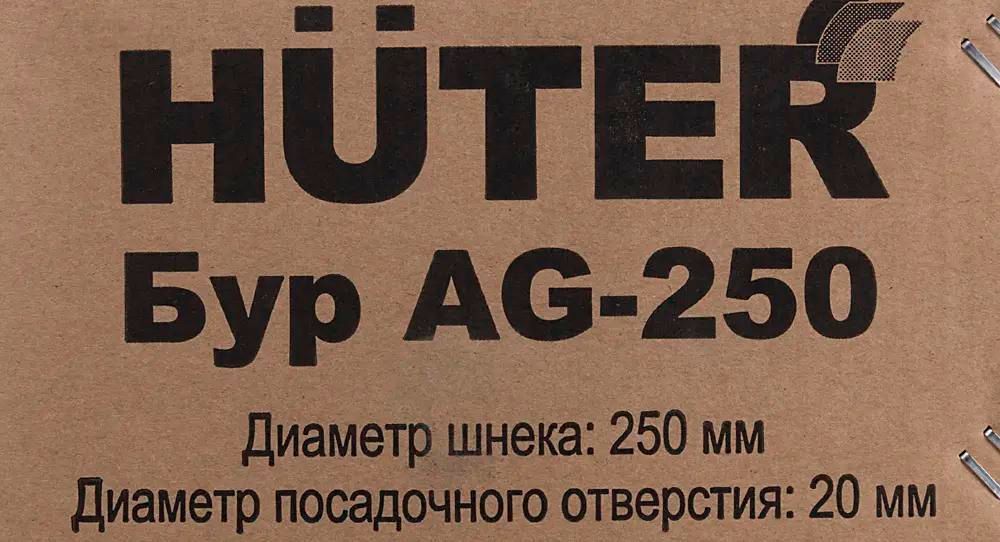 HÜTER
Бур AG-250
Диаметр шнека: 250 мм
Диаметр посадочного отверстия: 20 мм